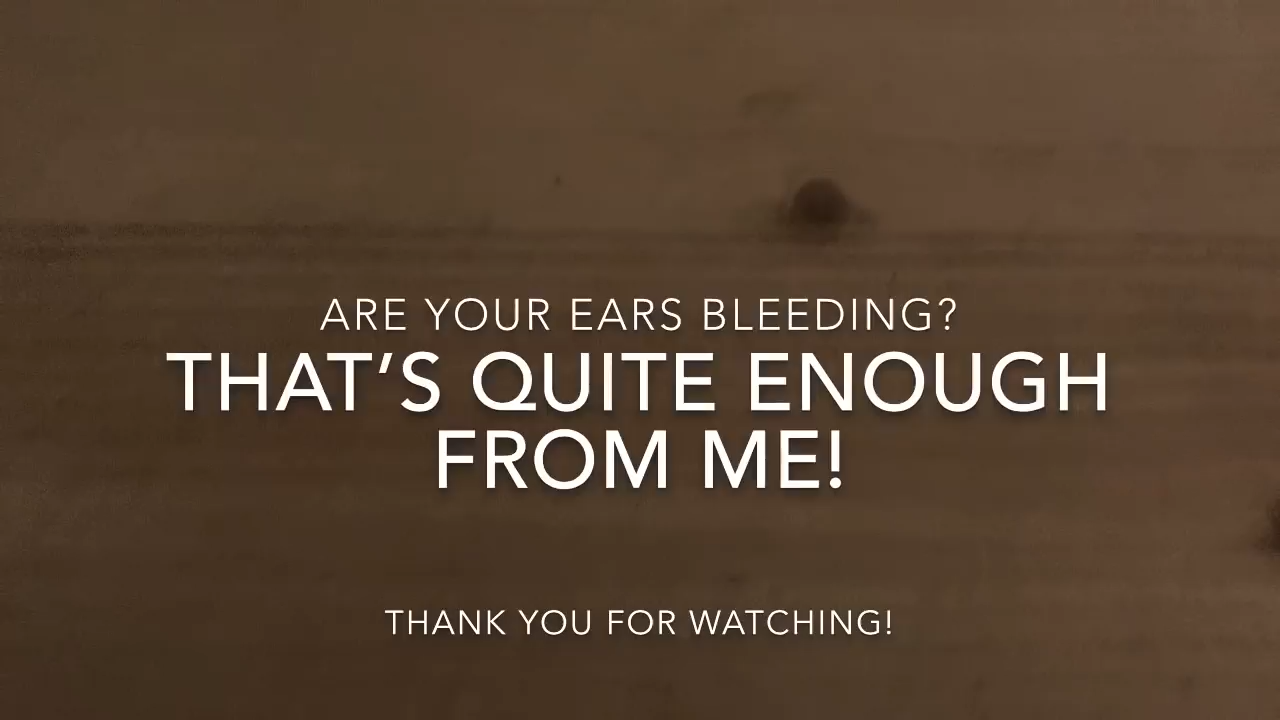 ARE YOUR EARS BLEEDING?
THAT’S QUITE ENOUGH
FROM ME!
THANK YOU FOR WATCHING!